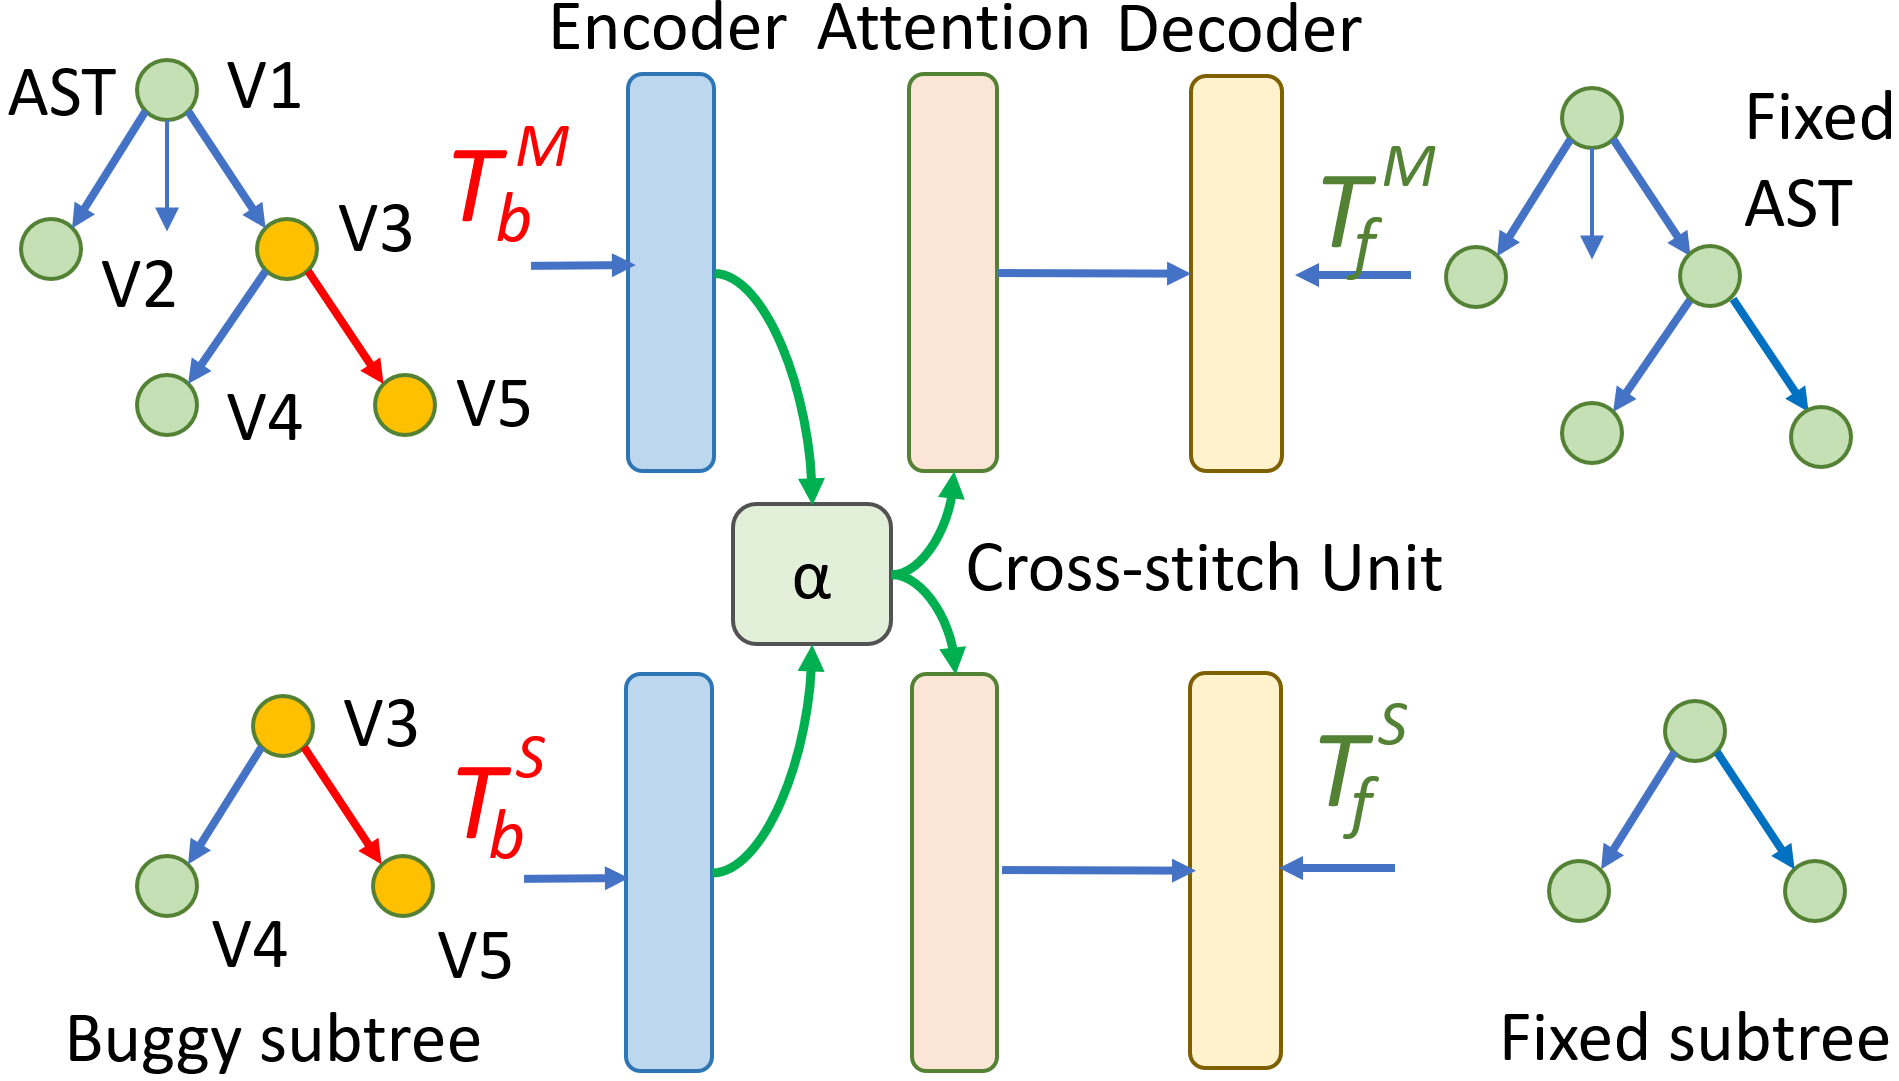 Encoder Attention Decoder
AST V1
V2
V3
V4
V5
T_b^M
T_f^M
Fixed
AST
α
Cross-stitch Unit
V3
V4
V5
T_b^S
T_f^S
Buggy subtree
Fixed subtree